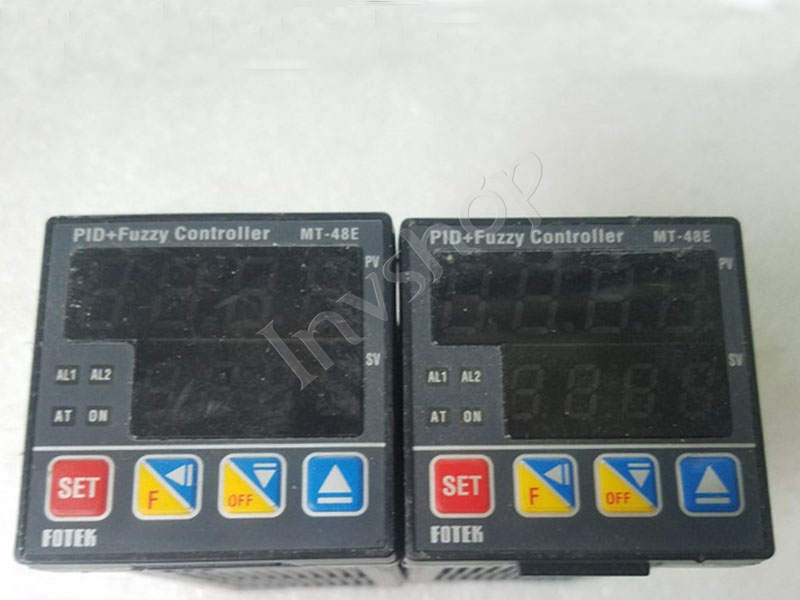 PID+Fuzzy Controller MT-48E
PV
SV
AL1 AL2
AT ON
SET F OFF
FOTEK
PID+Fuzzy Controller MT-48E
PV
SV
AL1 AL2
AT ON
SET F OFF
FOTEK
Invshop